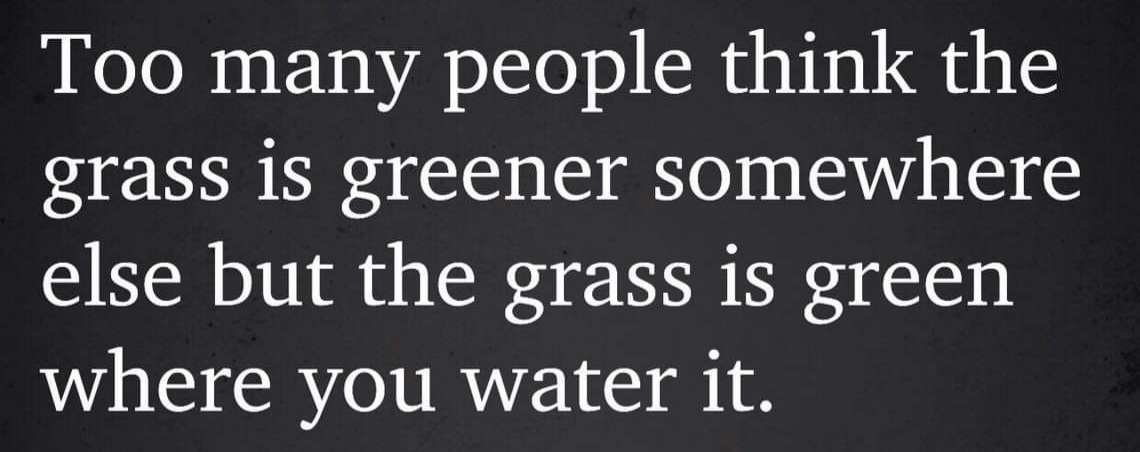 Too many people think the
grass is greener somewhere
else but the grass is green
where you water it.